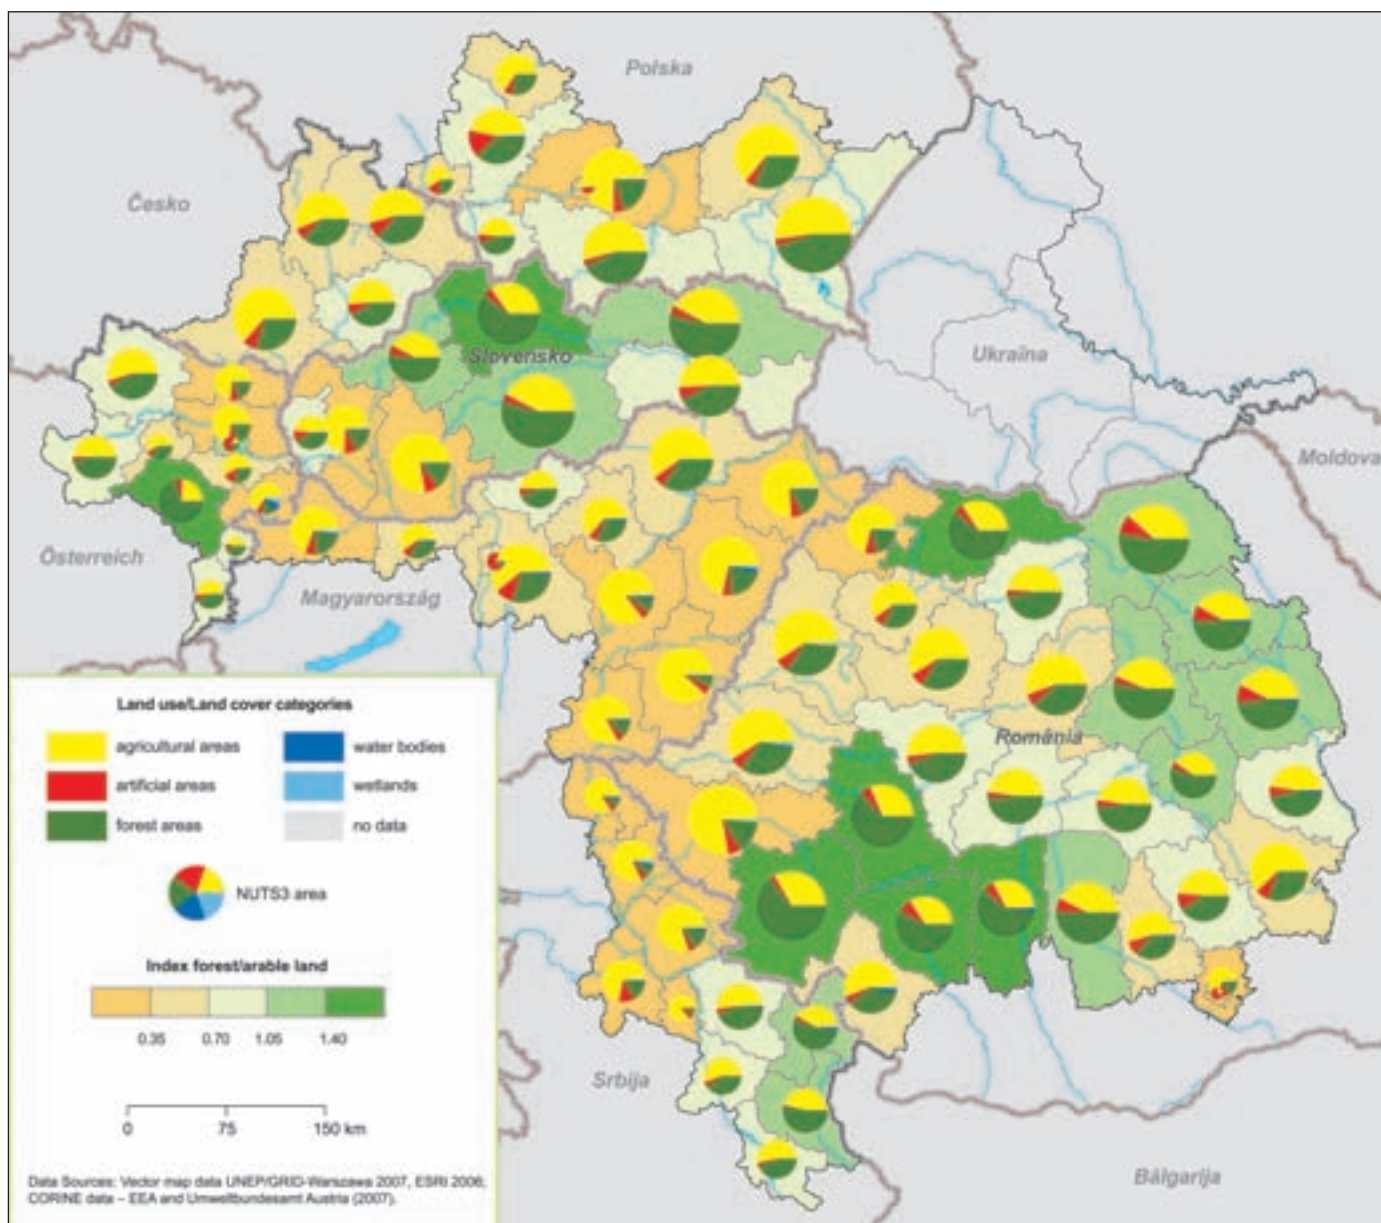 Polska
Česko
Slovensko
Ukraïna
Moldova
Österreich
Magyarország
România
Srbija
Bâlgarija
Land use/Land cover categories
agricultural areas
water bodies
artificial areas
wetlands
forest areas
no data
NUTS3 area
Index forest/arable land
0.35 0.70 1.05 1.40
0 75 150 km
Data Sources: Vector map data UNEP/GRID-Warszawa 2007, ESRI 2006;
CORINE data – EEA and Umweltbundesamt Austria (2007).